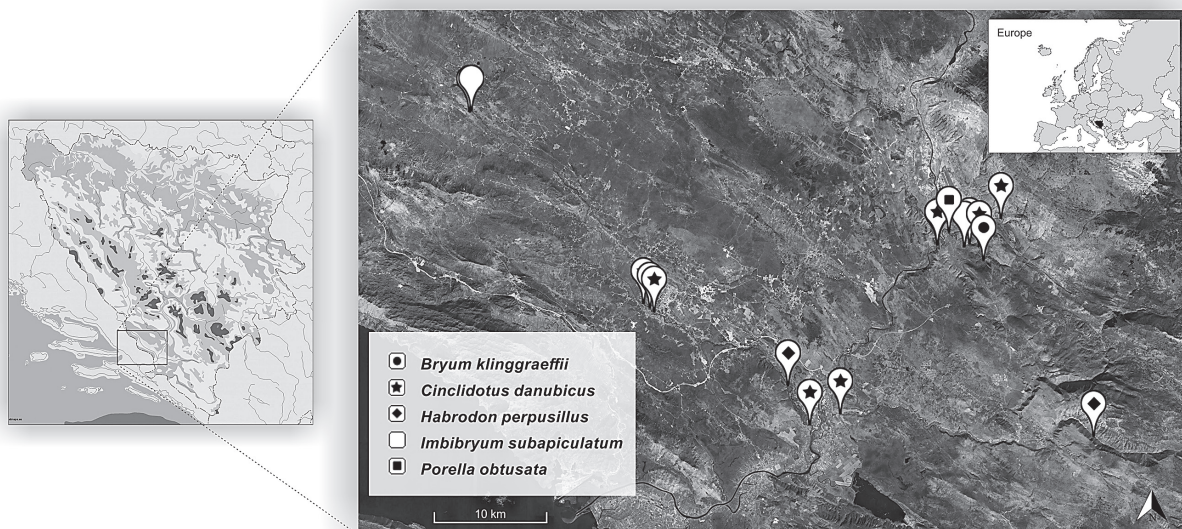 Europe
Bryum klinggraeffii
Cinclidotus danubicus
Habrodon perpusillus
Imbibryum subapiculatum
Porella obtusata
10 km